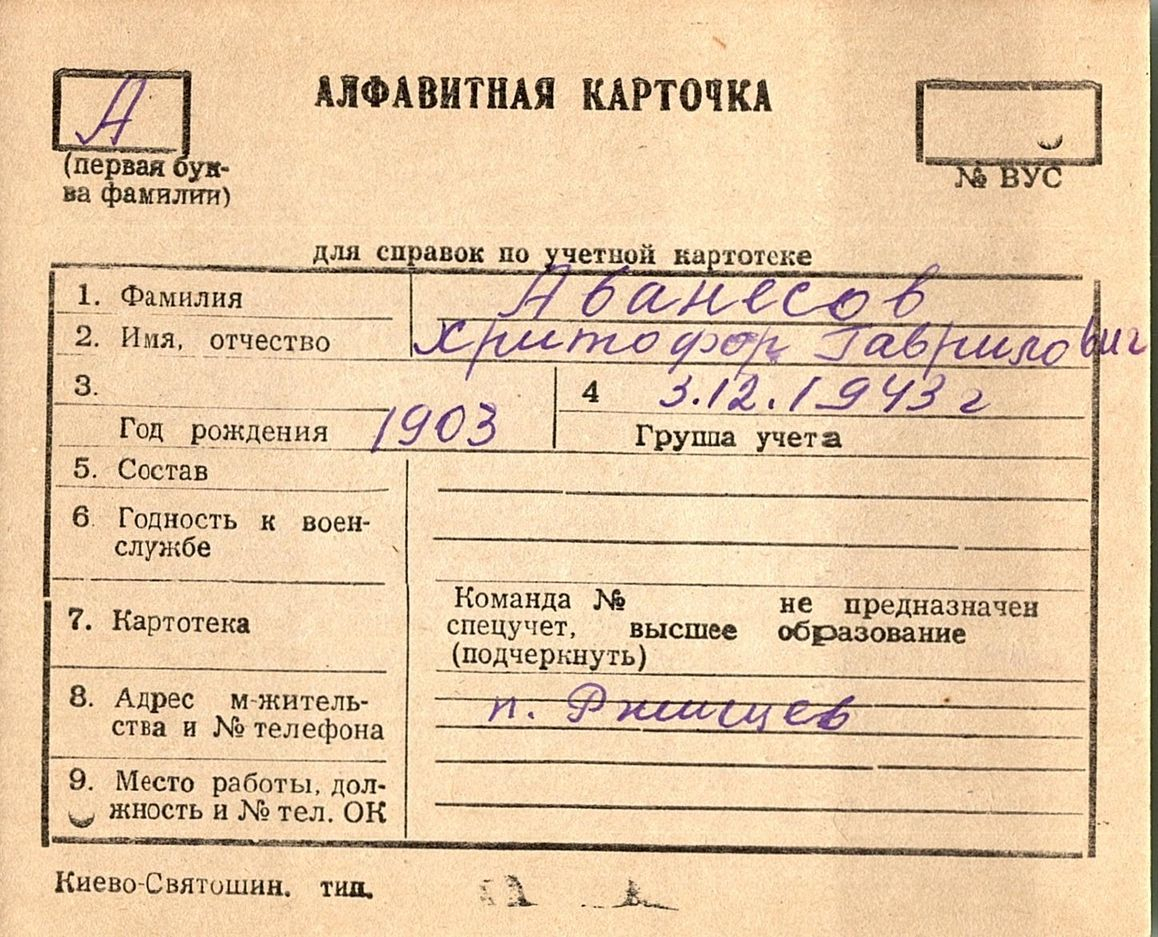 А
АЛФАВИТНАЯ КАРТОЧКА
(первая бук-
ва фамилии)
№ ВУС
для справок по учетной картотеке
1. Фамилия Аванесов
2. Имя, отчество Христофор Гаврилович
3.
Год рождения 1903
4 3.12.1943 г
Группа учета
5. Состав
6. Годность к воен-
службе
7. Картотека
Команда № не предназначен
спецучет, высшее образование
(подчеркнуть)
8. Адрес м-житель-
ства и № телефона
п. Ржищев
9. Место работы, дол-
жность и № тел. ОК
Киево-Святошин. тип.